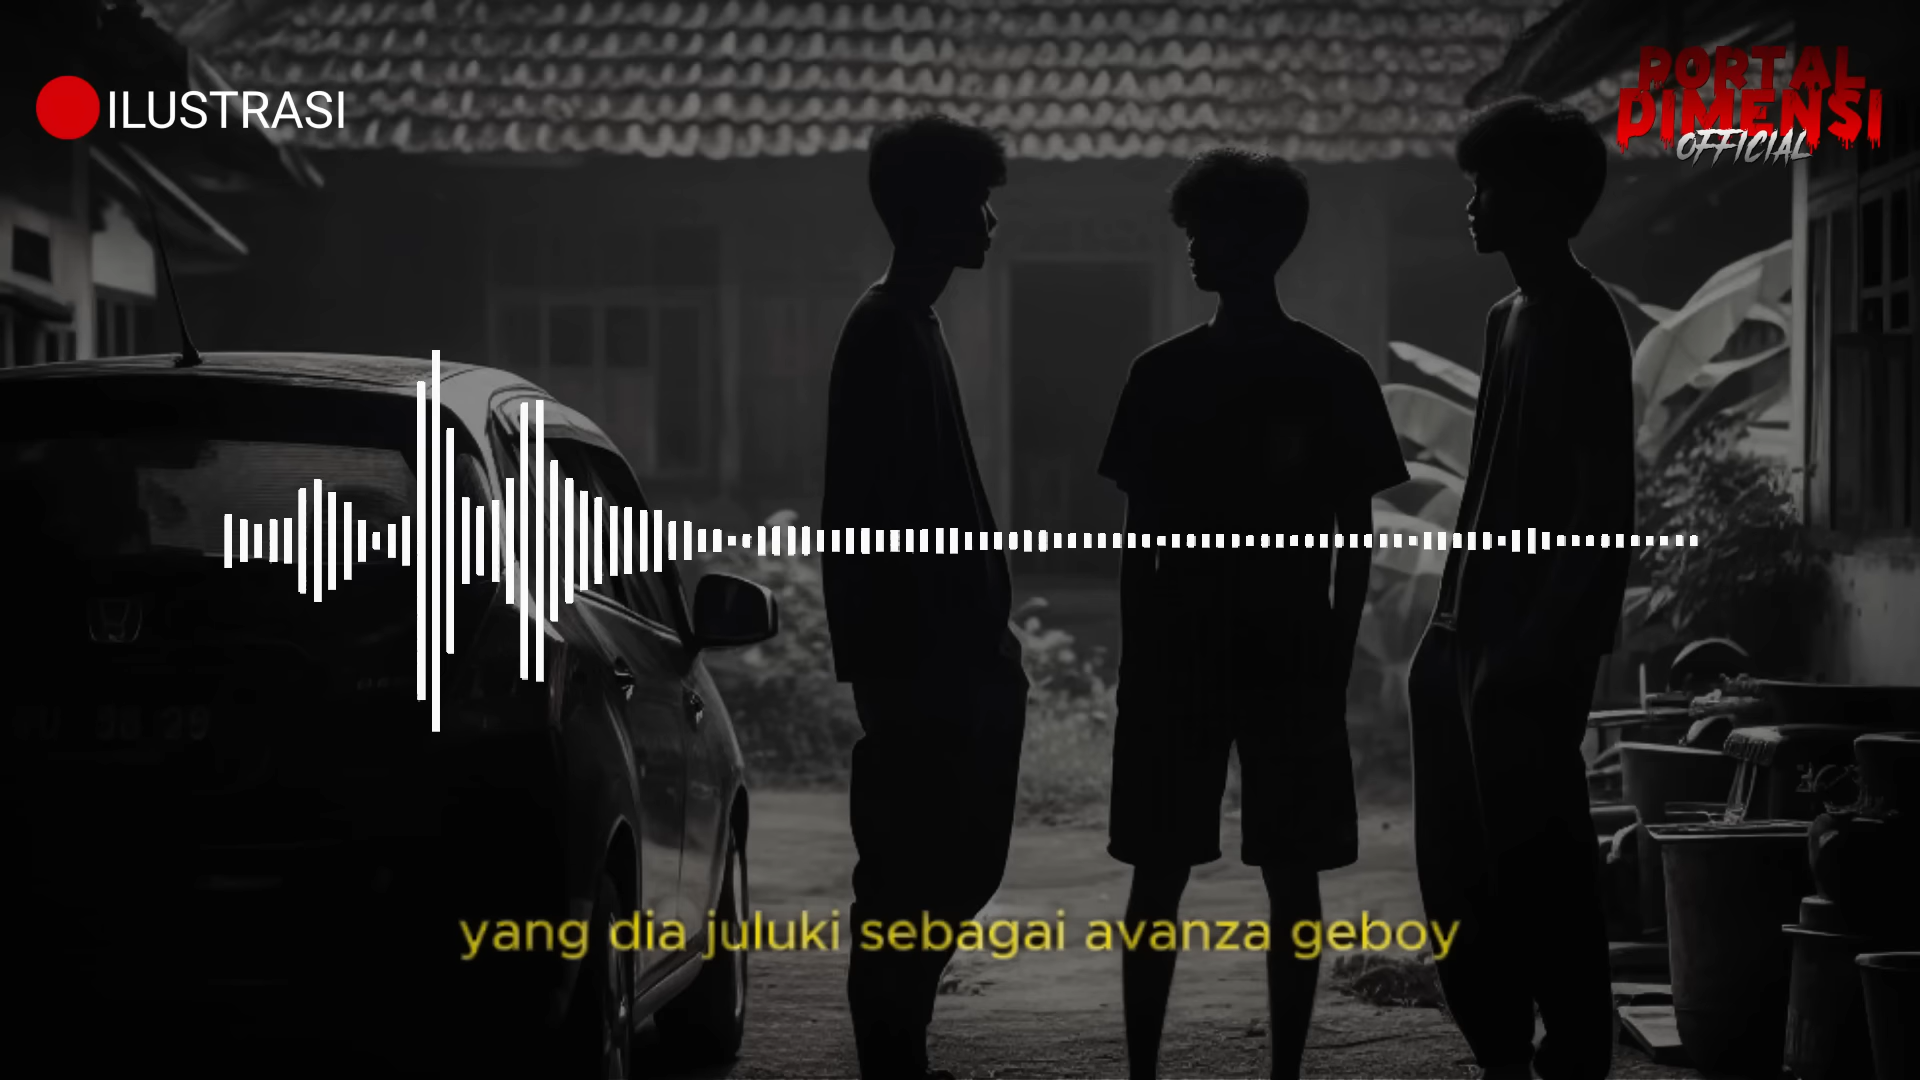 ILUSTRASI
PORTAL
DIMENSI
OFFICIAL
yang dia juluki sebagai avanza geboy